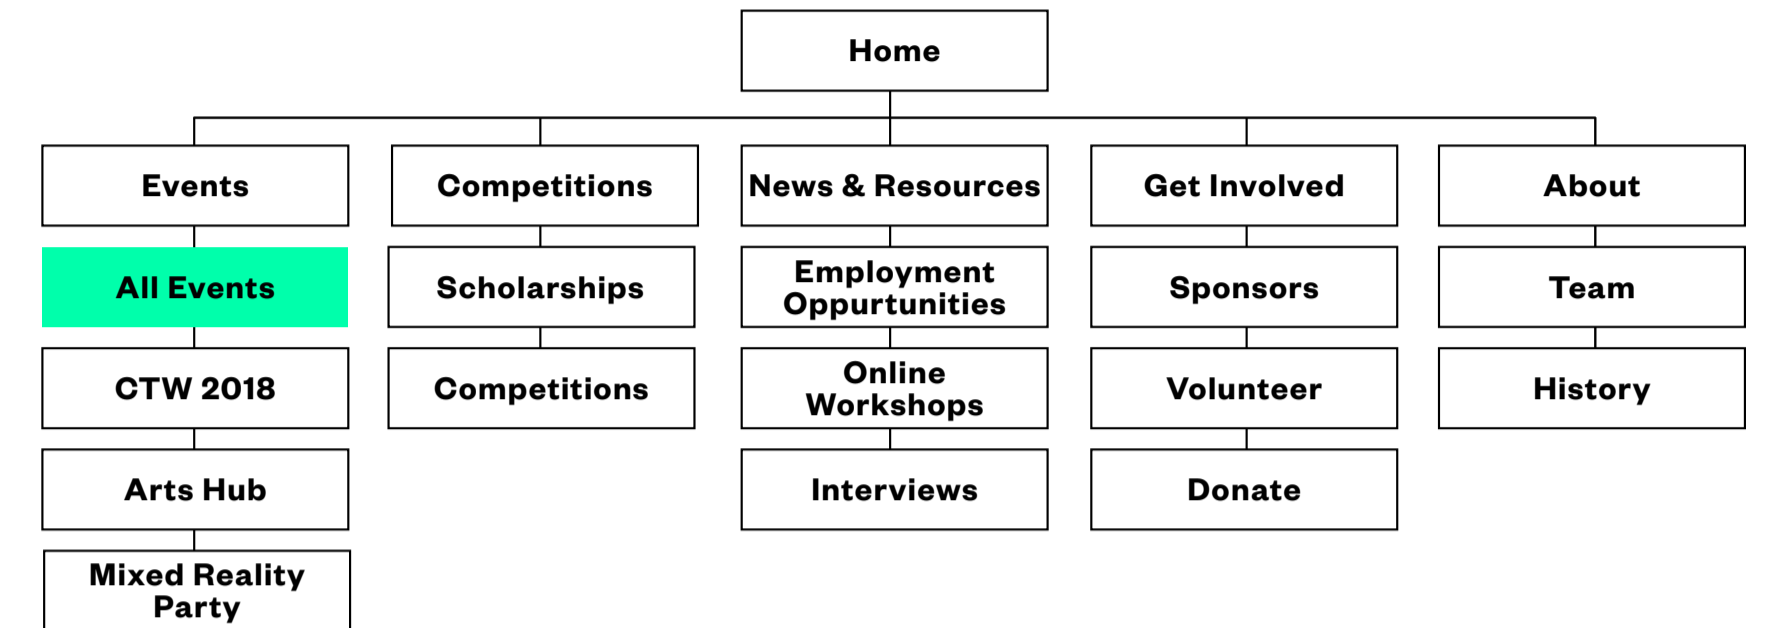 Home
Events
Competitions
News & Resources
Get Involved
About
All Events
Scholarships
Employment
Oppurtunities
Sponsors
Team
CTW 2018
Competitions
Online
Workshops
Volunteer
History
Arts Hub
Interviews
Donate
Mixed Reality
Party